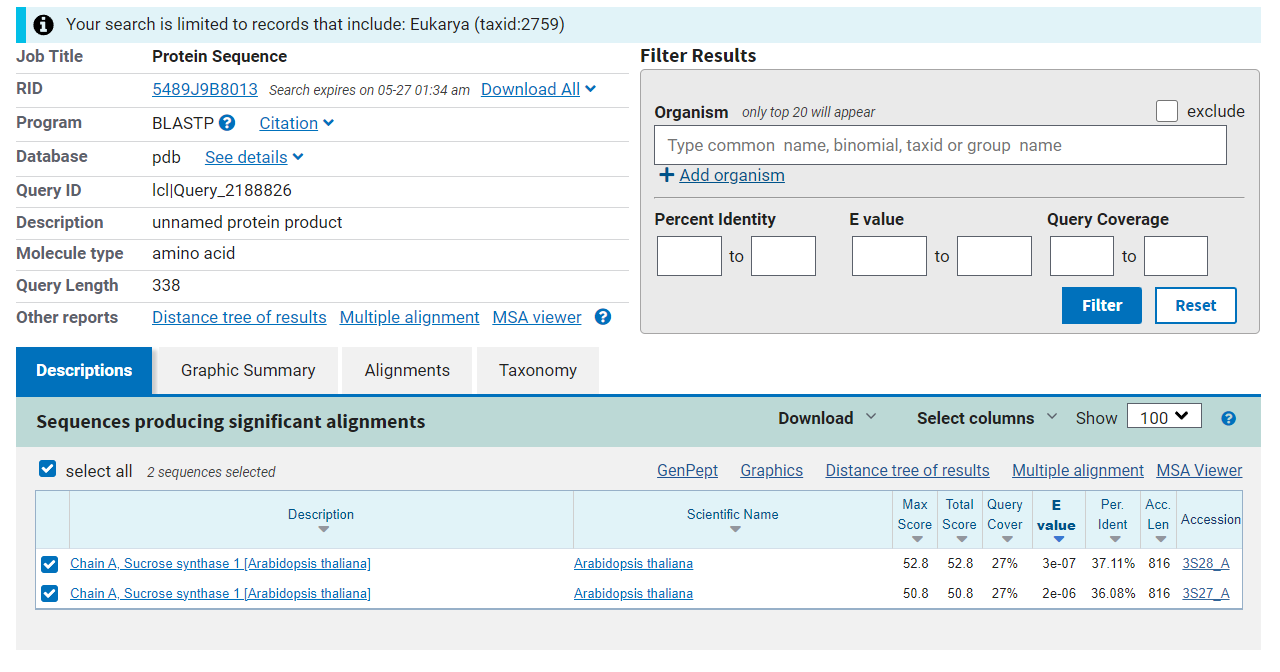 Your search is limited to records that include: Eukarya (taxid:2759)
Job Title Protein Sequence
RID 5489J9B8013 Search expires on 05-27 01:34 am Download All
Program BLASTP ? Citation
Database pdb See details
Query ID lcl|Query_2188826
Description unnamed protein product
Molecule type amino acid
Query Length 338
Other reports Distance tree of results Multiple alignment MSA viewer ?
Filter Results
Organism only top 20 will appear exclude
Type common name, binomial, taxid or group name
+ Add organism
Percent Identity E value Query Coverage
to to to
Filter Reset
Descriptions Graphic Summary Alignments Taxonomy
Sequences producing significant alignments Download Select columns Show 100 ?
select all 2 sequences selected GenPept Graphics Distance tree of results Multiple alignment MSA Viewer
Description Scientific Name Max Score Total Score Query Cover E value Per. Ident Acc. Len Accession
Chain A, Sucrose synthase 1 [Arabidopsis thaliana] Arabidopsis thaliana 52.8 52.8 27% 3e-07 37.11% 816 3S28_A
Chain A, Sucrose synthase 1 [Arabidopsis thaliana] Arabidopsis thaliana 50.8 50.8 27% 2e-06 36.08% 816 3S27_A